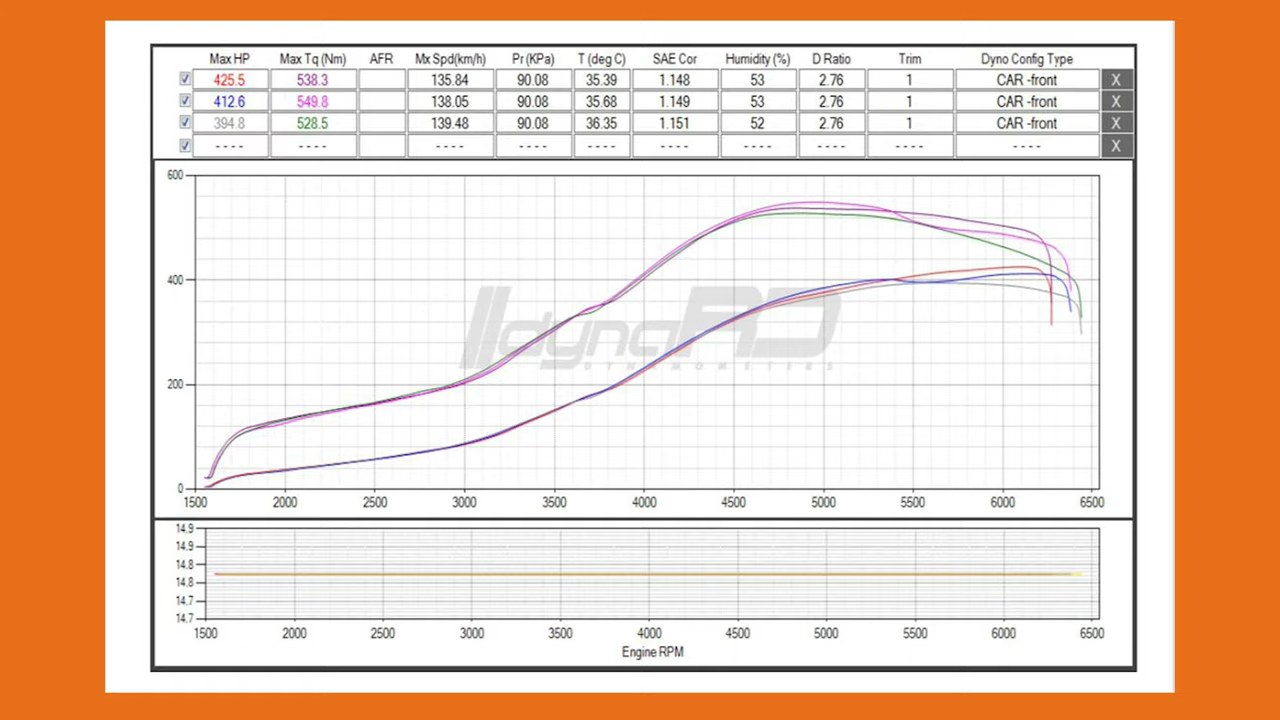 Max HP Max Tq (Nm) AFR Mx Spd(km/h) Pr (KPa) T (deg C) SAE Cor Humidity (%) D Ratio Trim Dyno Config Type
425.5 538.3 135.84 90.08 35.39 1.148 53 2.76 1 CAR -front X
412.6 549.8 138.05 90.08 35.68 1.149 53 2.76 1 CAR -front X
394.8 528.5 139.48 90.08 36.35 1.151 52 2.76 1 CAR -front X
---- ---- ---- ---- ---- ---- ---- ---- ---- ---- X
600
400
dynoRD
DYNAMOMETERS
200
0
1500 2000 2500 3000 3500 4000 4500 5000 5500 6000 6500
14.9
14.9
14.8
14.8
14.7
14.7
1500 2000 2500 3000 3500 4000 4500 5000 5500 6000 6500
Engine RPM